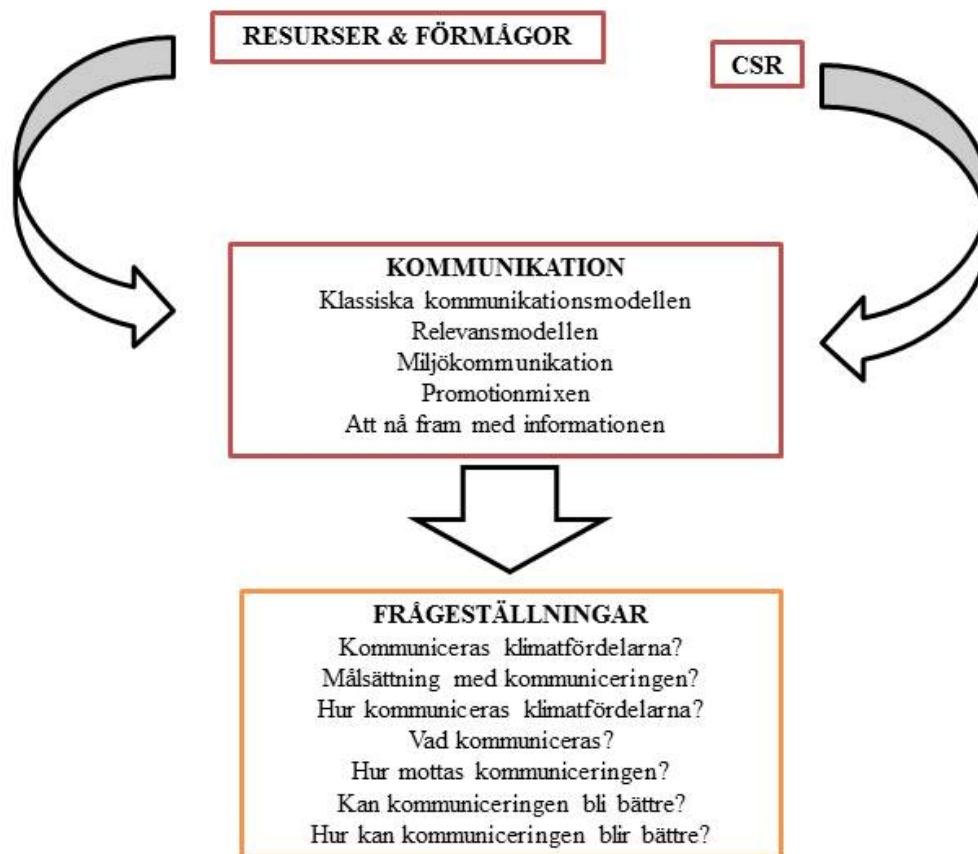 RESURSER & FÖRMÅGOR
CSR
KOMMUNIKATION
Klassiska kommunikationsmodellen
Relevansmodellen
Miljökommunikation
Promotionmixen
Att nå fram med informationen
FRÅGESTÄLLNINGAR
Kommuniceras klimatfördelarna?
Målsättning med kommuniceringen?
Hur kommuniceras klimatfördelarna?
Vad kommuniceras?
Hur mottas kommuniceringen?
Kan kommuniceringen bli bättre?
Hur kan kommuniceringen blir bättre?